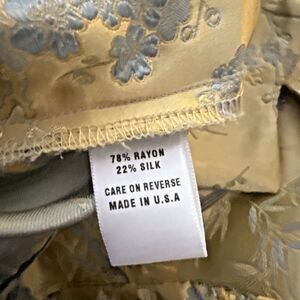 78% RAYON
22% SILK
CARE ON REVERSE
MADE IN U.S.A